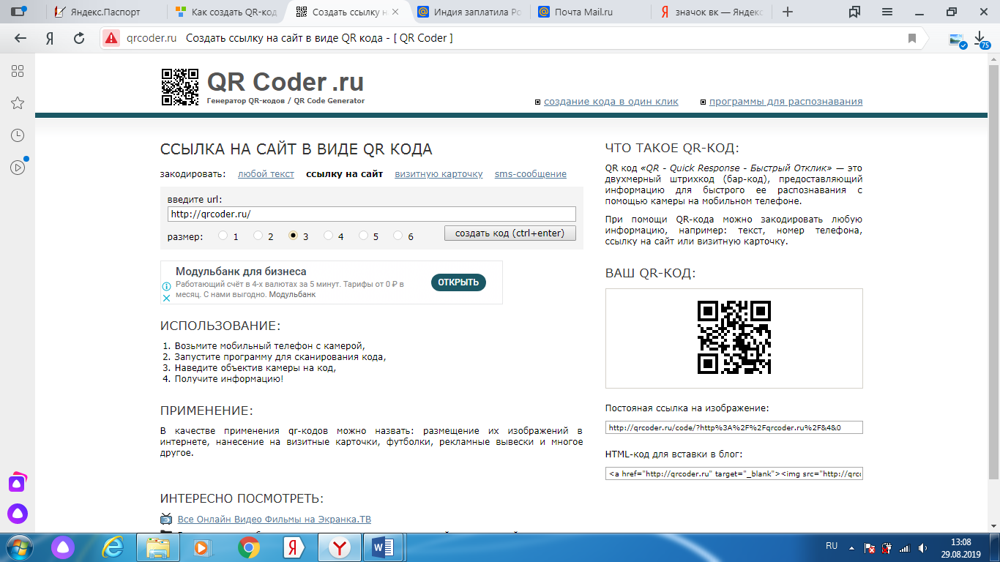 Яндекс.Паспорт
Как создать QR-код
Создать ссылку н
Индия заплатила Ро
Почта Mail.ru
значок вк — Яндекс
qrcoder.ru Создать ссылку на сайт в виде QR кода - [ QR Coder ]
75
QR Coder .ru
Генератор QR-кодов / QR Code Generator
создание кода в один клик
программы для распознавания
ССЫЛКА НА САЙТ В ВИДЕ QR КОДА
закодировать: любой текст ссылку на сайт визитную карточку sms-сообщение
введите url:
http://qrcoder.ru/
размер: 1 2 3 4 5 6
создать код (ctrl+enter)
Модульбанк для бизнеса
Работающий счёт в 4-х валютах за 5 минут. Тарифы от 0 ₽ в
месяц. С нами выгодно. Модульбанк
ОТКРЫТЬ
ИСПОЛЬЗОВАНИЕ:
1. Возьмите мобильный телефон с камерой,
2. Запустите программу для сканирования кода,
3. Наведите объектив камеры на код,
4. Получите информацию!
ПРИМЕНЕНИЕ:
В качестве применения qr-кодов можно назвать: размещение их изображений в
интернете, нанесение на визитные карточки, футболки, рекламные вывески и многое
другое.
ИНТЕРЕСНО ПОСМОТРЕТЬ:
Все Онлайн Видео Фильмы на Экранка.ТВ
ЧТО ТАКОЕ QR-КОД:
QR код «QR - Quick Response - Быстрый Отклик» — это
двухмерный штрихкод (бар-код), предоставляющий
информацию для быстрого ее распознавания с
помощью камеры на мобильном телефоне.
При помощи QR-кода можно закодировать любую
информацию, например: текст, номер телефона,
ссылку на сайт или визитную карточку.
ВАШ QR-КОД:
Постояная ссылка на изображение:
http://qrcoder.ru/code/?http%3A%2F%2Fqrcoder.ru%2F&4&0
HTML-код для вставки в блог:
<a href="http://qrcoder.ru" target="_blank"><img src="http://qrco
RU
13:08
29.08.2019